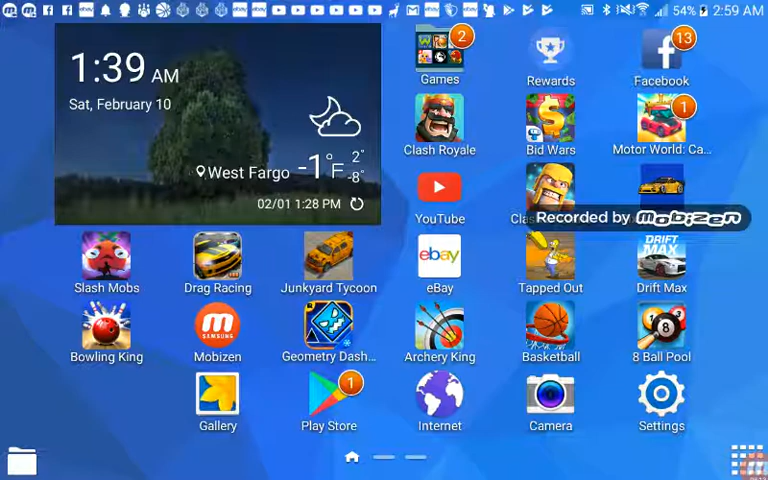 54% 2:59 AM
1:39 AM
Sat, February 10
West Fargo -1°F 2°
-8°
02/01 1:28 PM
2
Games
Rewards
13
Facebook
Clash Royale
Bid Wars
1
Motor World: Ca...
YouTube
Clas
Recorded by mobizen
Slash Mobs
Drag Racing
Junkyard Tycoon
ebay
eBay
Tapped Out
DRIFT
MAX
Drift Max
Bowling King
SAMSUNG
Mobizen
Geometry Dash...
Archery King
Basketball
8
8 Ball Pool
Gallery
1
Play Store
Internet
Camera
Settings